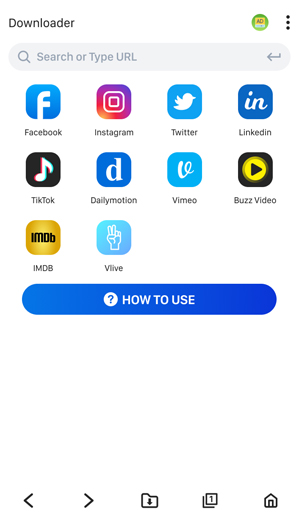 Downloader
AD
Search or Type URL
Facebook
Instagram
Twitter
Linkedin
TikTok
Dailymotion
Vimeo
Buzz Video
IMDb
IMDB
Vlive
? HOW TO USE
1